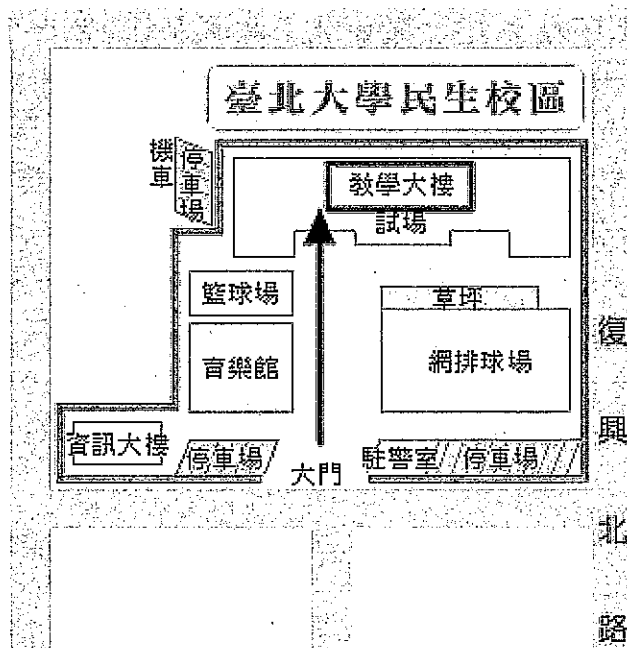 臺北大學民生校區
機車
停車場
教學大樓
試場
籃球場
草坪
育樂館
網排球場
資訊大樓
停車場
大門
駐警室
停車場
復興北路